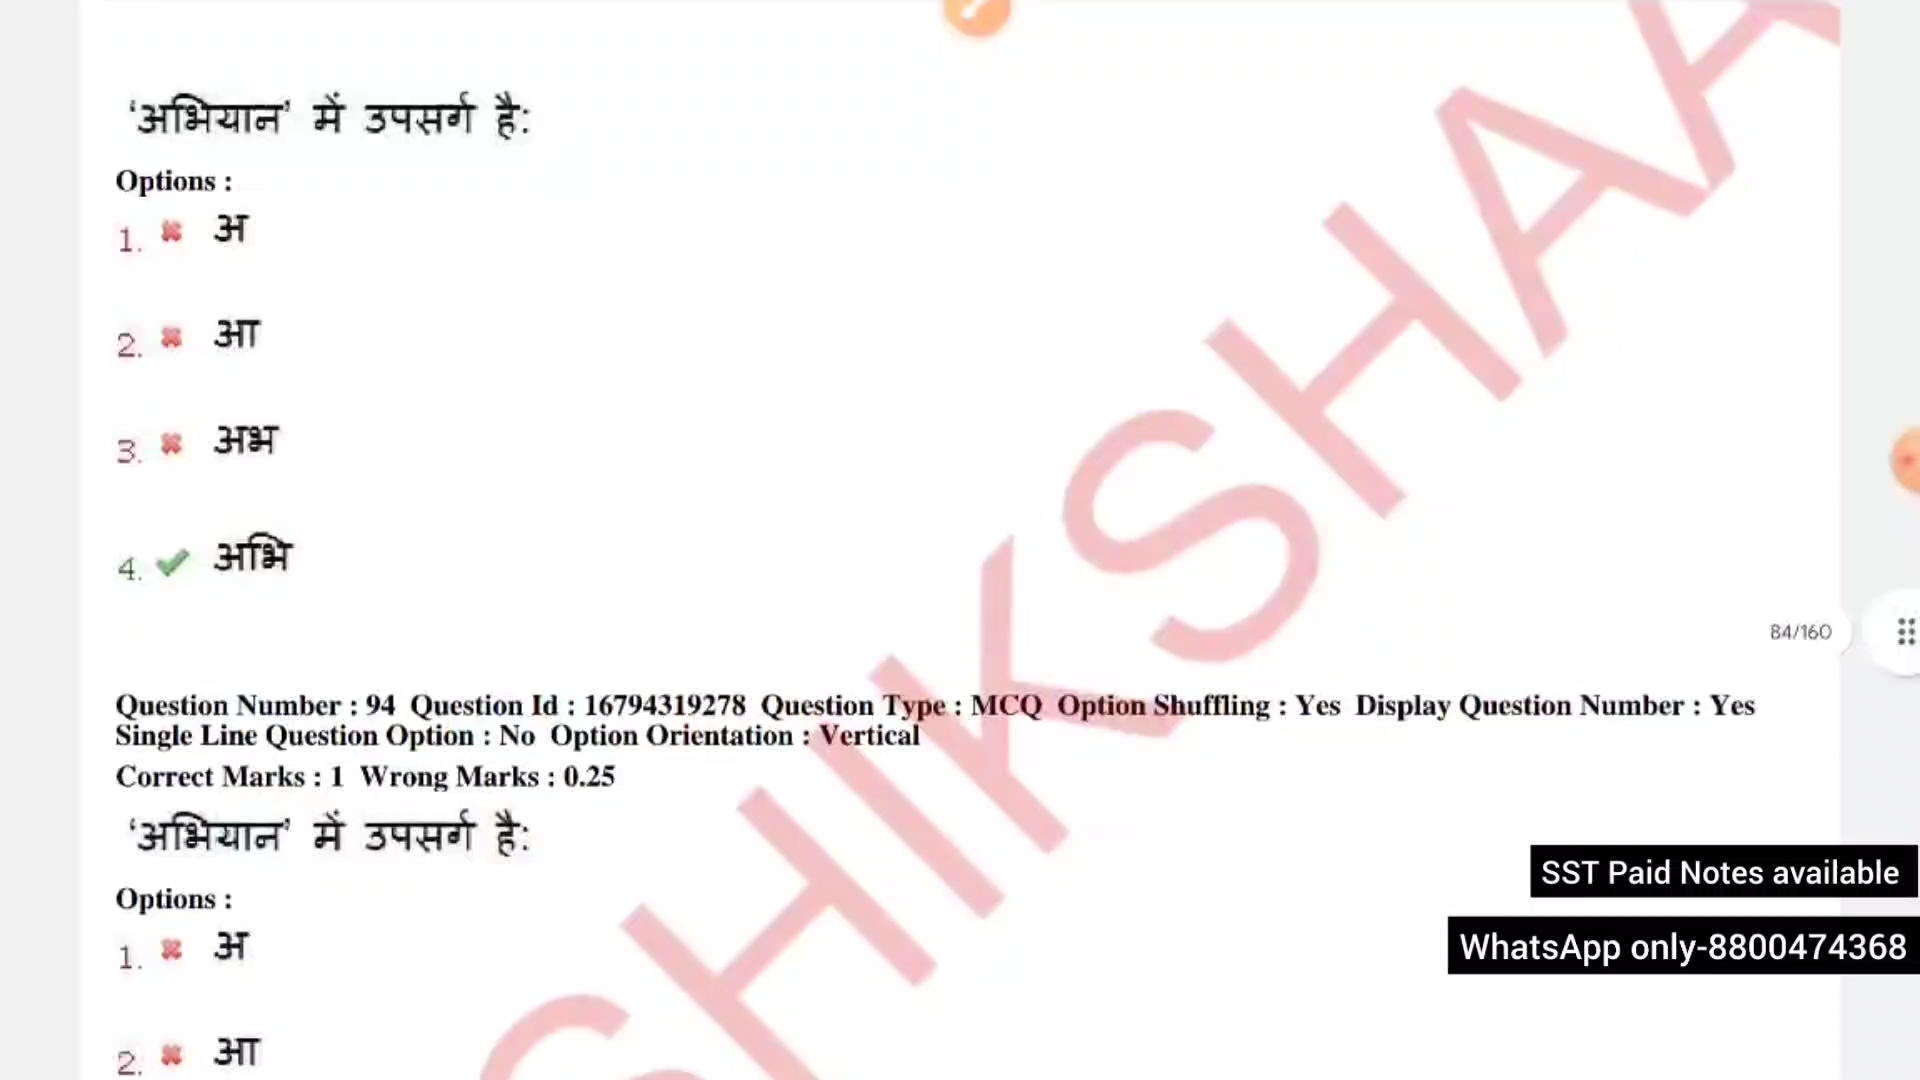 ‘अभियान’ में उपसर्ग है:
Options :
1. अ
2. आ
3. अभ
4. अभि
84/160
Question Number : 94 Question Id : 16794319278 Question Type : MCQ Option Shuffling : Yes Display Question Number : Yes
Single Line Question Option : No Option Orientation : Vertical
Correct Marks : 1 Wrong Marks : 0.25
‘अभियान’ में उपसर्ग है:
Options :
1. अ
2. आ
SHIKSHAA
SST Paid Notes available
WhatsApp only-8800474368